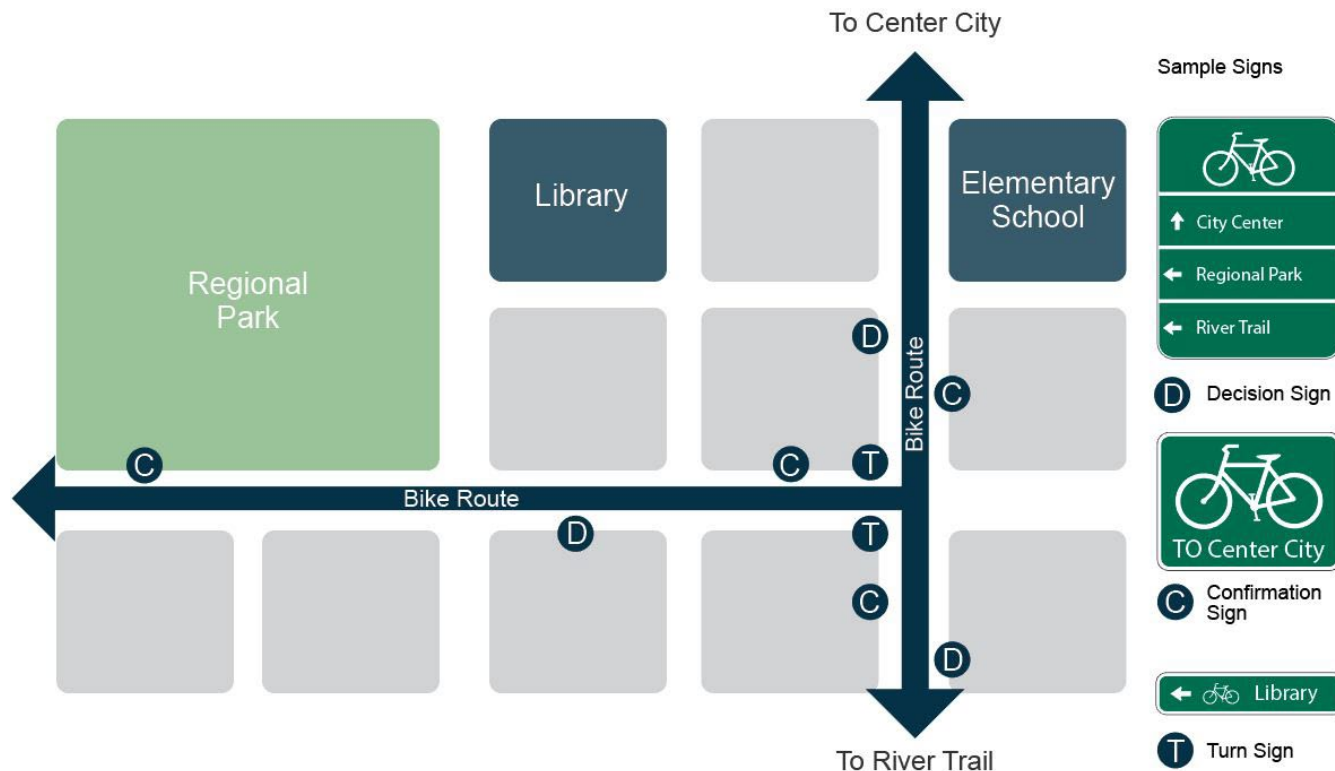 To Center City
Sample Signs
Regional
Park
Library
Elementary
School
City Center
Regional Park
River Trail
D
Bike Route
C
D
Decision Sign
C
C
T
Bike Route
D
T
TO Center City
C
C
Confirmation
Sign
D
Library
To River Trail
T
Turn Sign